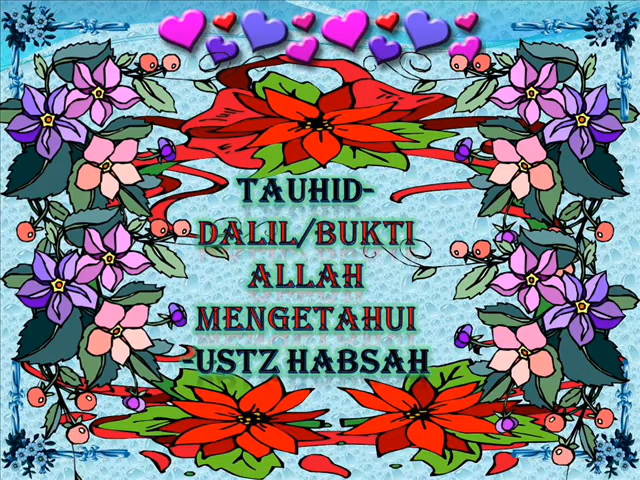 TAUHID-
DALIL/BUKTI
ALLAH
MENGETAHUI
-USTZ HABSAH